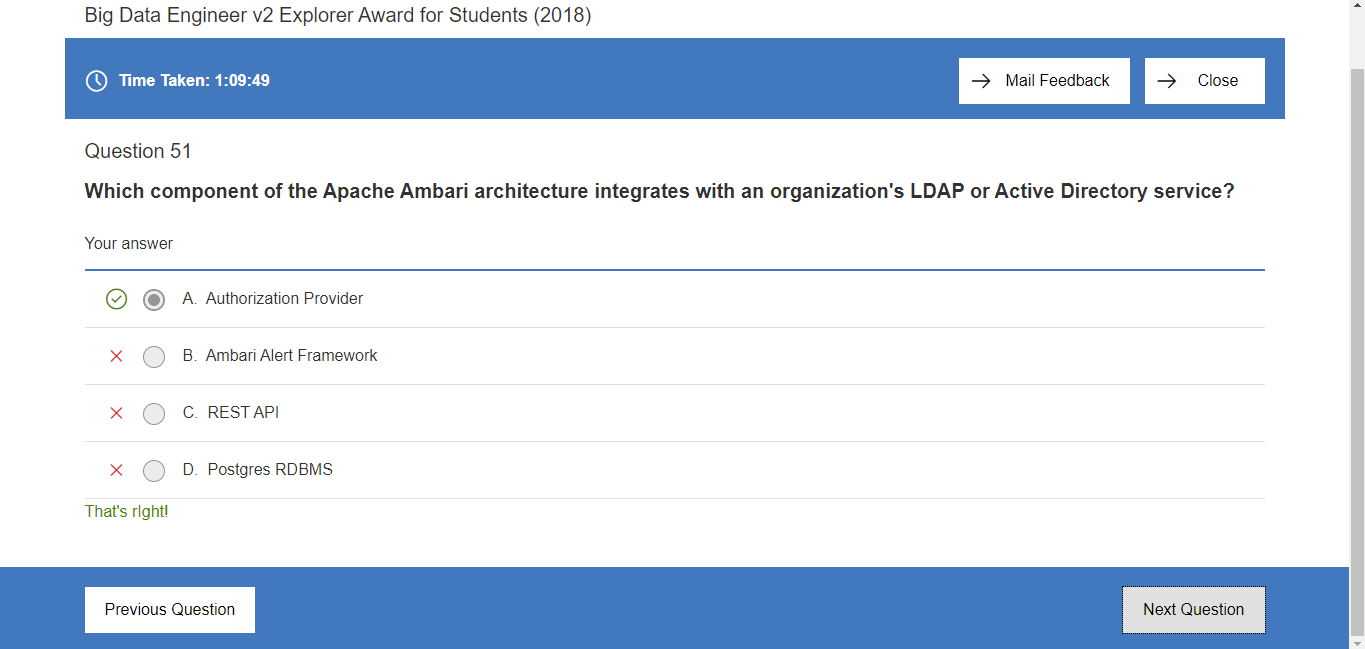 Big Data Engineer v2 Explorer Award for Students (2018)
Time Taken: 1:09:49
Mail Feedback
Close
Question 51
Which component of the Apache Ambari architecture integrates with an organization's LDAP or Active Directory service?
Your answer
A. Authorization Provider
B. Ambari Alert Framework
C. REST API
D. Postgres RDBMS
That's rIght!
Previous Question
Next Question